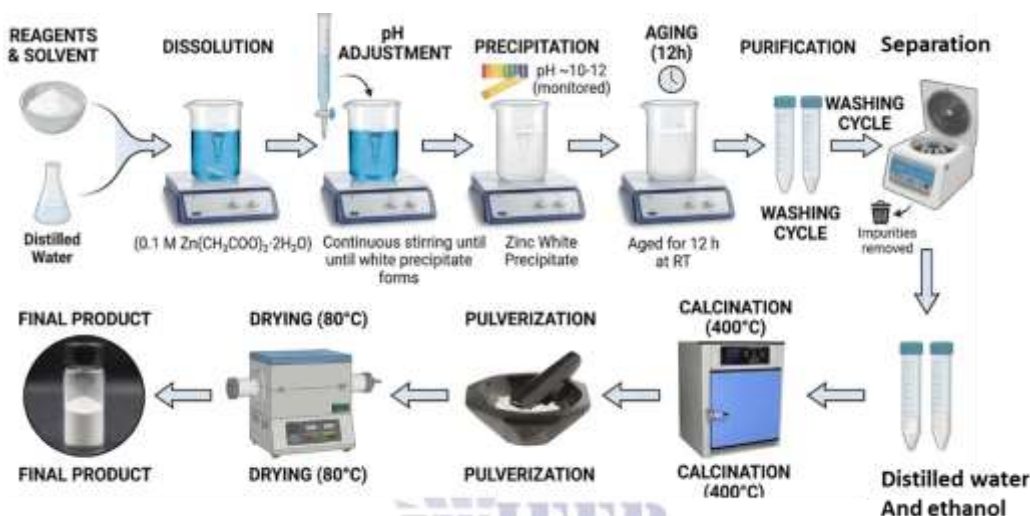 REAGENTS
& SOLVENT
Distilled
Water
DISSOLUTION
(0.1 M Zn(CH₃COO)₂·2H₂O)
pH
ADJUSTMENT
Continuous stirring until
until white precipitate
forms
PRECIPITATION
pH ~10-12
(monitored)
Zinc White
Precipitate
AGING
(12h)
Aged for 12 h
at RT
PURIFICATION
WASHING
CYCLE
WASHING
CYCLE
Separation
Impurities
removed
Distilled water
And ethanol
CALCINATION
(400°C)
CALCINATION
(400°C)
PULVERIZATION
PULVERIZATION
DRYING (80°C)
DRYING (80°C)
FINAL PRODUCT
FINAL PRODUCT